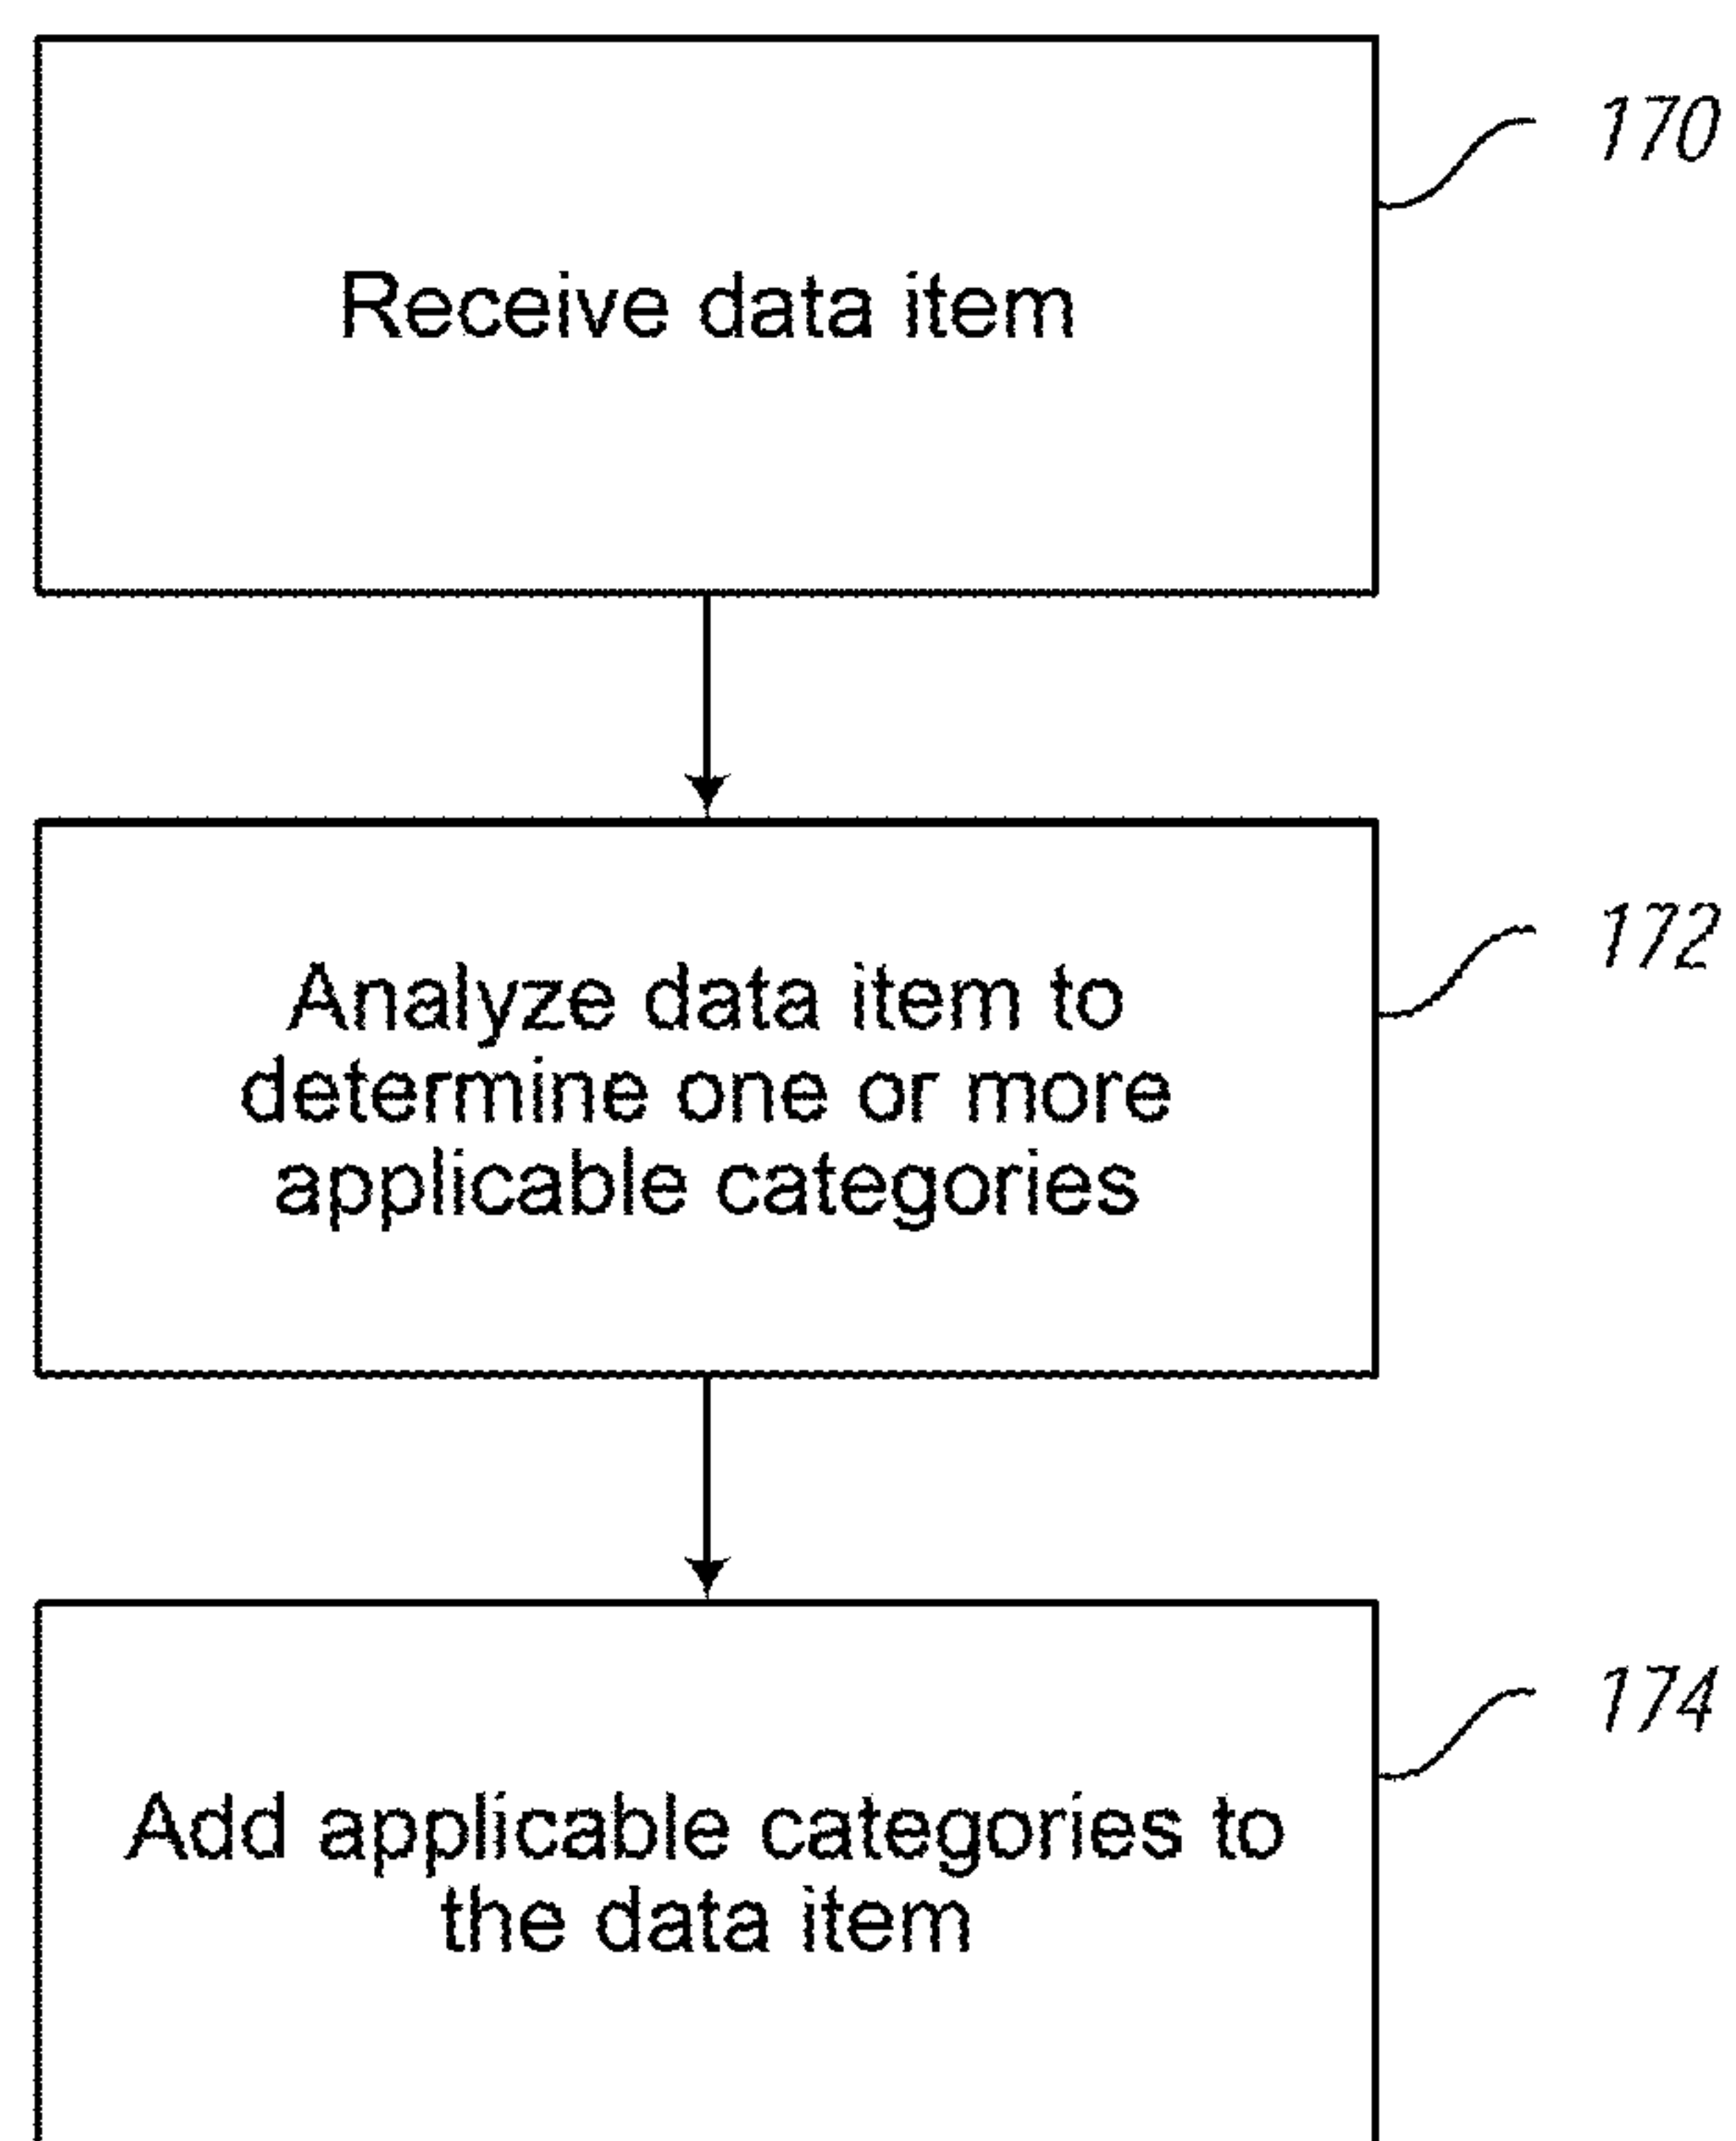 170
Receive data item
172
Analyze data item to
determine one or more
applicable categories
174
Add applicable categories to
the data item